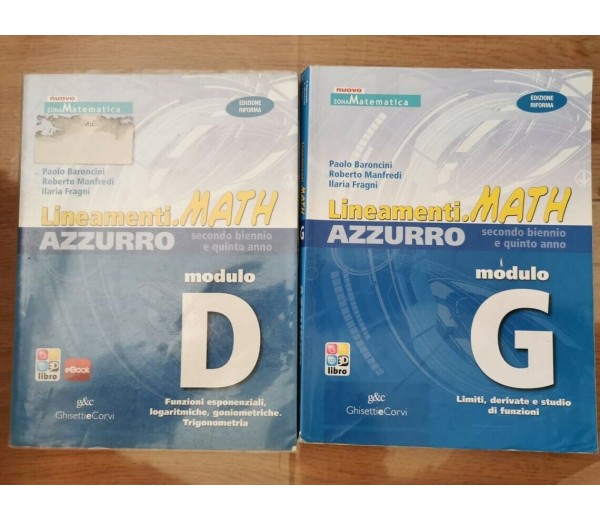 nuovo
ZONAMatematica
EDIZIONE
RIFORMA
Paolo Baroncini
Roberto Manfredi
Ilaria Fragni
Lineamenti.MATH
AZZURRO
secondo biennio
e quinto anno
modulo
D
libro
eBook
Funzioni esponenziali,
logaritmiche, goniometriche.
Trigonometria
g&c
GhisettieCorvi
nuovo
ZONAMatematica
EDIZIONE
RIFORMA
Paolo Baroncini
Roberto Manfredi
Ilaria Fragni
Lineamenti.MATH
AZZURRO
secondo biennio
e quinto anno
modulo
G
3D
libro
Limiti, derivate e studio
di funzioni
g&c
GhisettieCorvi